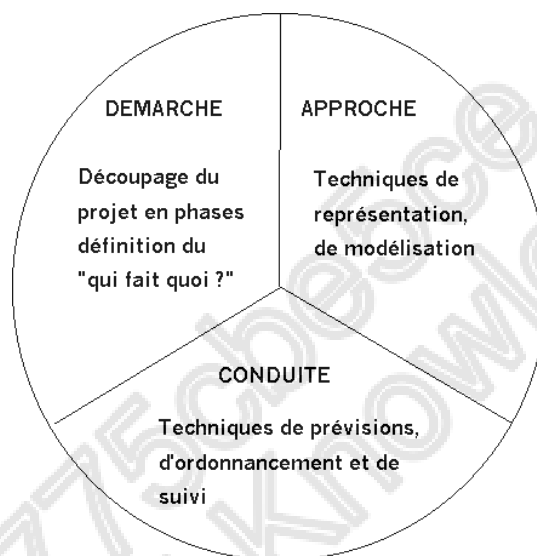 DEMARCHE
Découpage du
projet en phases
définition du
"qui fait quoi ?"
APPROCHE
Techniques de
représentation,
de modélisation
CONDUITE
Techniques de prévisions,
d'ordonnancement et de
suivi